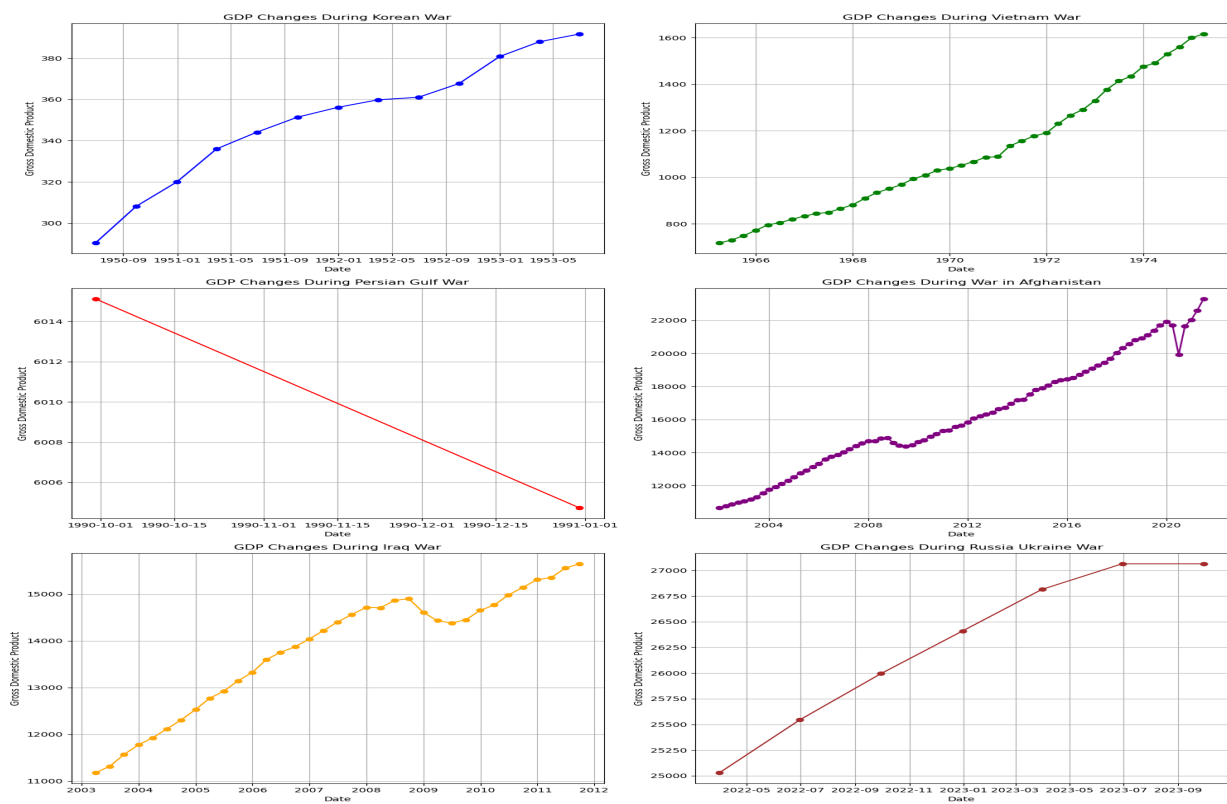 GDP Changes During Korean War
Gross Domestic Product
380
360
340
320
300
1950-09 1951-01 1951-05 1951-09 1952-01 1952-05 1952-09 1953-01 1953-05
Date
GDP Changes During Vietnam War
Gross Domestic Product
1600
1400
1200
1000
800
1966 1968 1970 1972 1974
Date
GDP Changes During Persian Gulf War
Gross Domestic Product
6014
6012
6010
6008
6006
1990-10-01 1990-10-15 1990-11-01 1990-11-15 1990-12-01 1990-12-15 1991-01-01
Date
GDP Changes During War in Afghanistan
Gross Domestic Product
22000
20000
18000
16000
14000
12000
2004 2008 2012 2016 2020
Date
GDP Changes During Iraq War
Gross Domestic Product
15000
14000
13000
12000
11000
2003 2004 2005 2006 2007 2008 2009 2010 2011 2012
Date
GDP Changes During Russia Ukraine War
Gross Domestic Product
27000
26750
26500
26250
26000
25750
25500
25250
25000
2022-05 2022-07 2022-09 2022-11 2023-01 2023-03 2023-05 2023-07 2023-09
Date